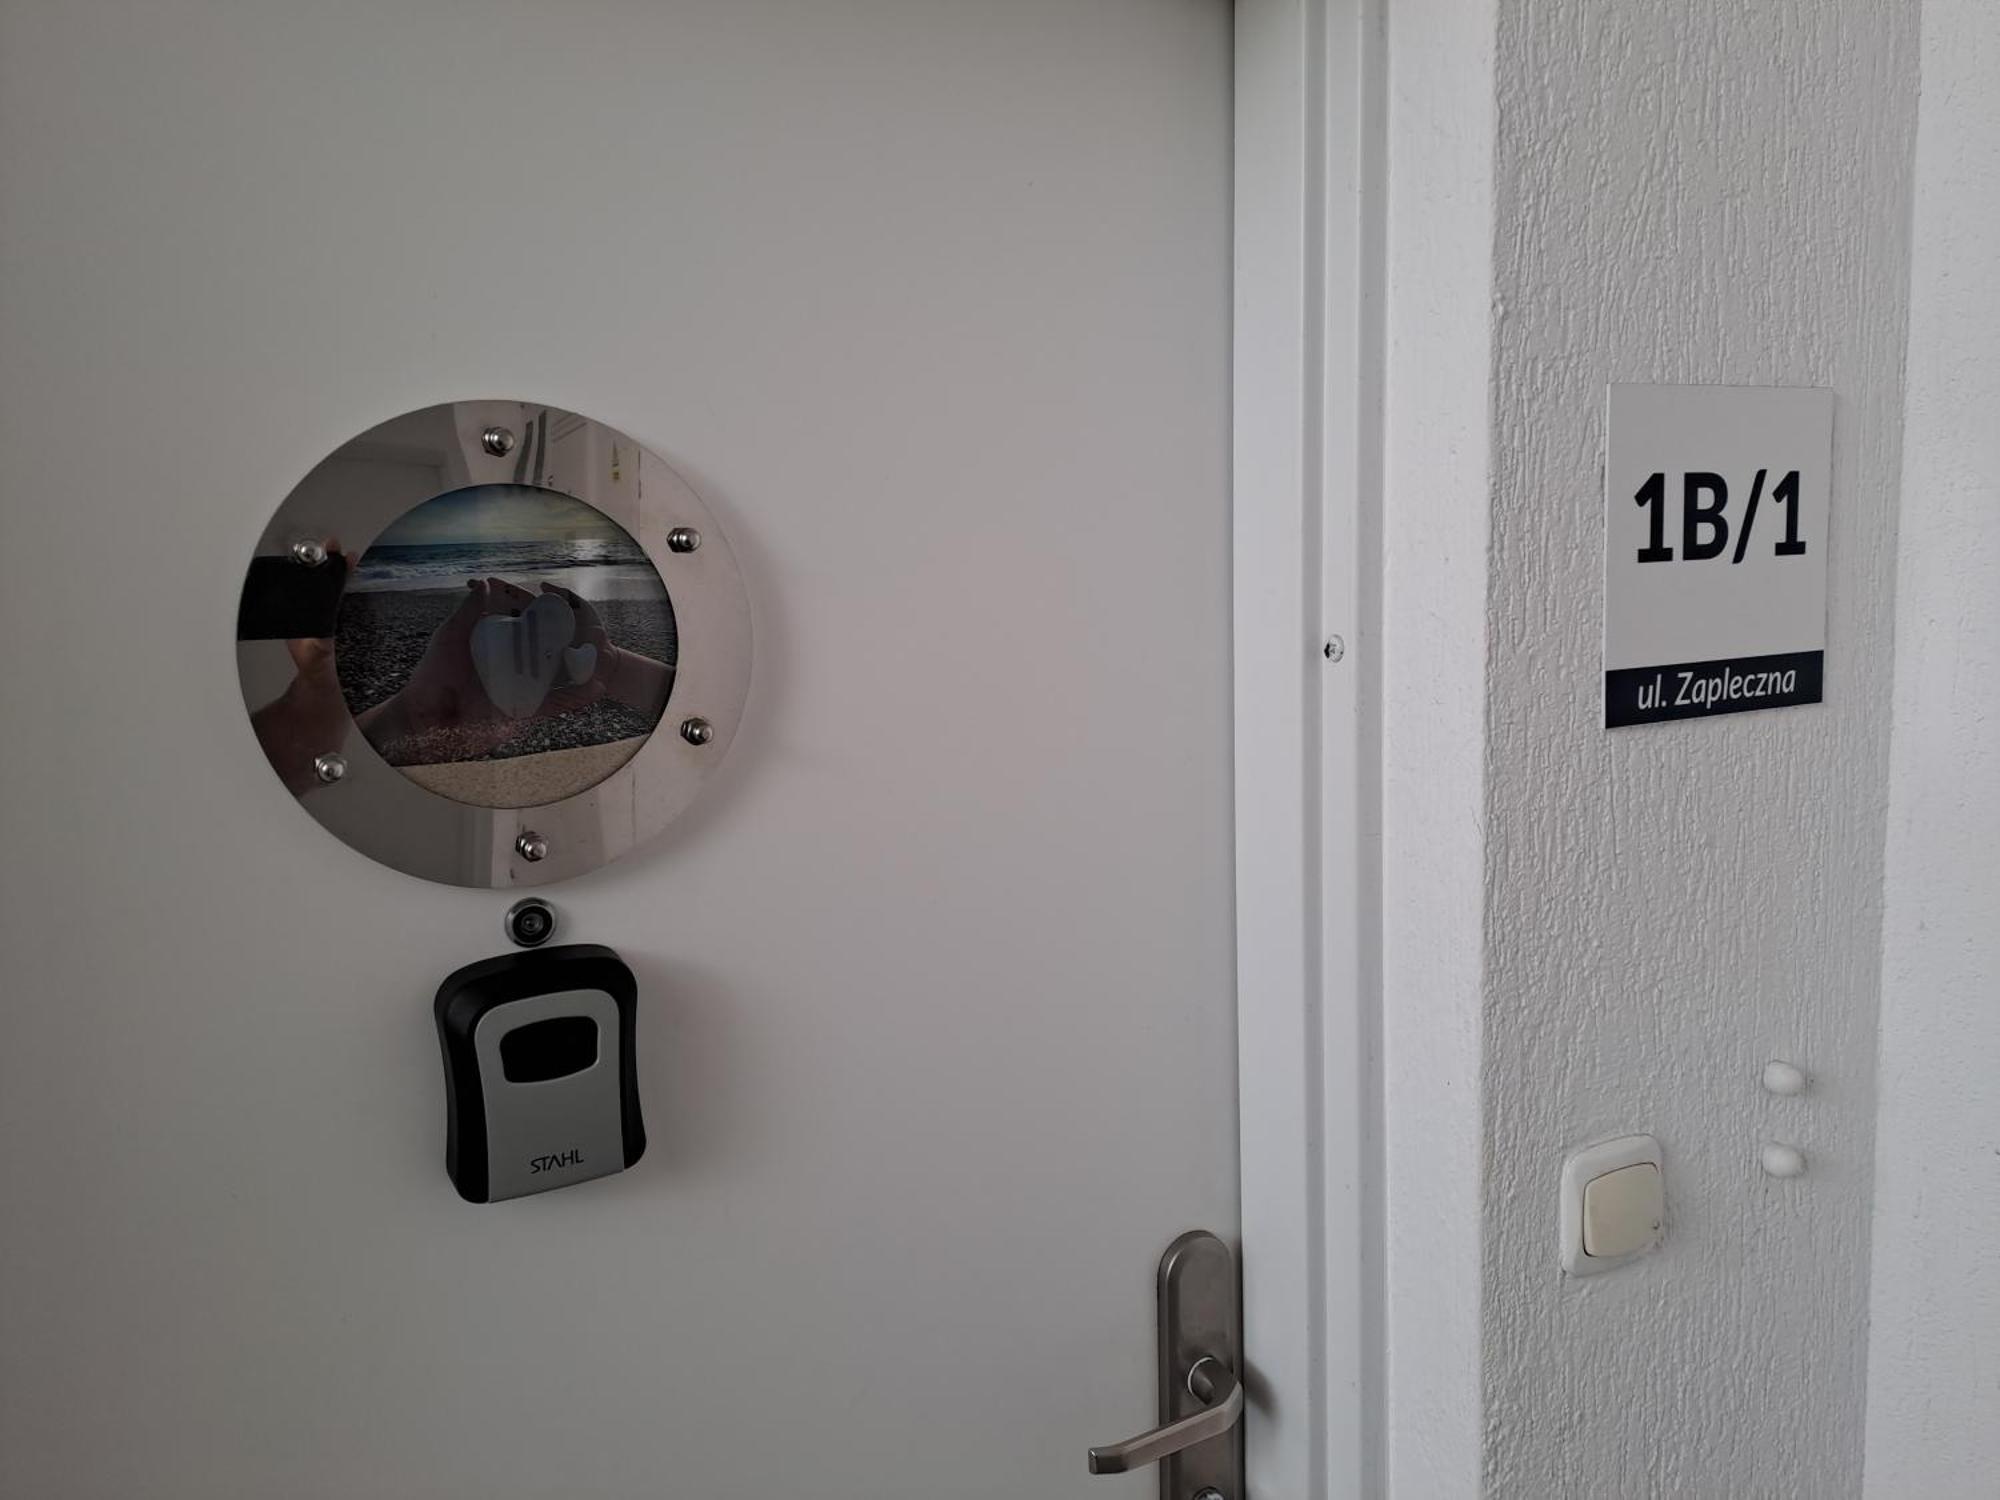 1B/1
ul. Zapleczna
STAHL